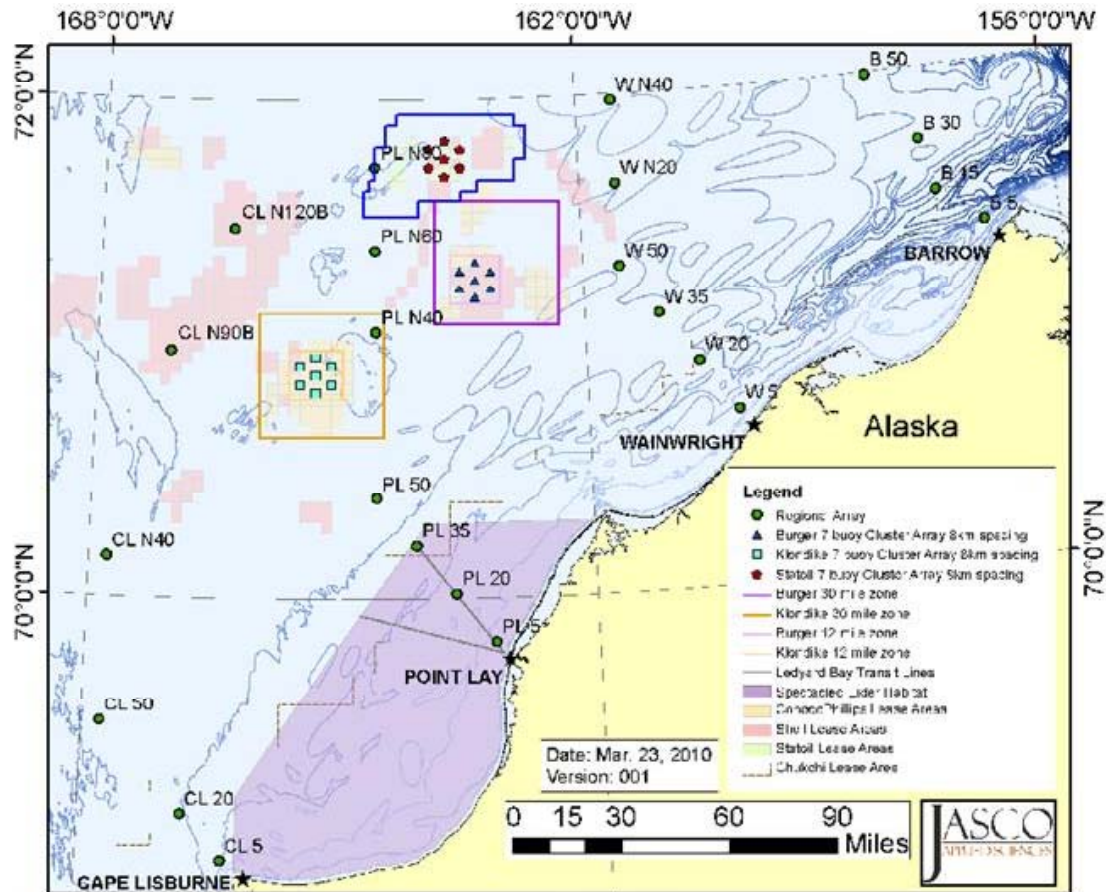 168°0'0"W
162°0'0"W
156°0'0"W
72°0'0"N
70°0'0"N
70°0'0"N
B 50
W N40
B 30
PL N80
W N20
B 15
B 5
CL N120B
BARROW
PL N60
W 50
W 35
PL N40
CL N90B
W 20
W 5
WAINWRIGHT
Alaska
PL 50
PL 35
CL N40
PL 20
PL 5
POINT LAY
CL 50
CL 20
CL 5
CAPE LISBURNE
Legend
Regional Array
Burger 7 buoy Cluster Array 8km spacing
Klondike 7 buoy Cluster Array 8km spacing
Statoil 7 buoy Cluster Array spacing
Burger 30 mile zone
Klondike 30 mile zone
Burger 12 mile zone
Klondike 12 mile zone
Ledyard Bay Transit Lines
Spectacled Eider Habitat
ConocoPhillips Lease Areas
Shell Lease Areas
Statoil Lease Areas
Chukchi Lease Area
Date: Mar. 23, 2010
Version: 001
0 15 30 60 90
Miles
JASCO
APPLIED SCIENCES